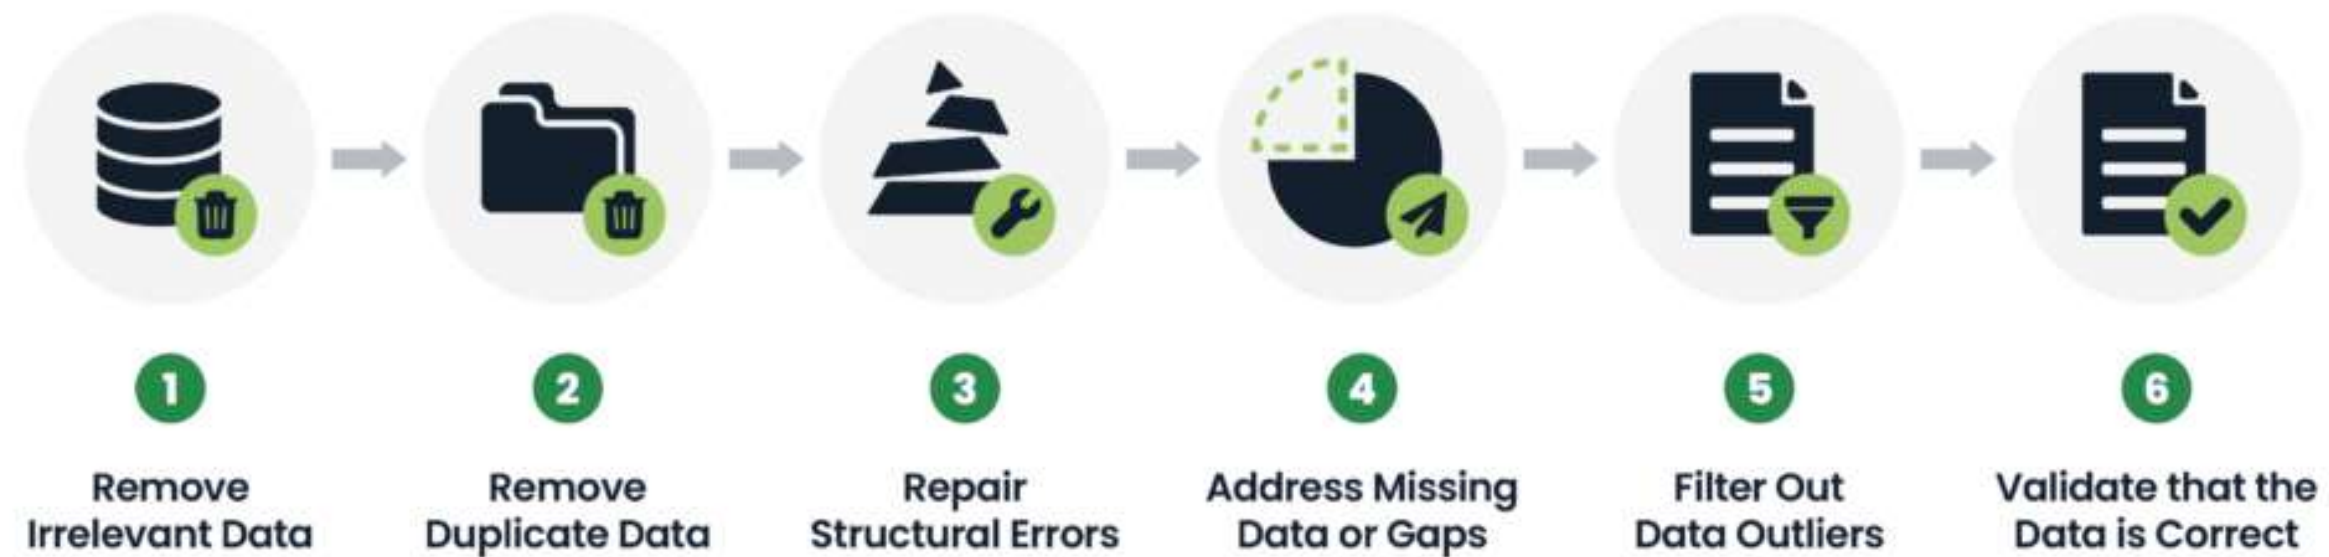 1
Remove
Irrelevant Data
2
Remove
Duplicate Data
3
Repair
Structural Errors
4
Address Missing
Data or Gaps
5
Filter Out
Data Outliers
6
Validate that the
Data is Correct